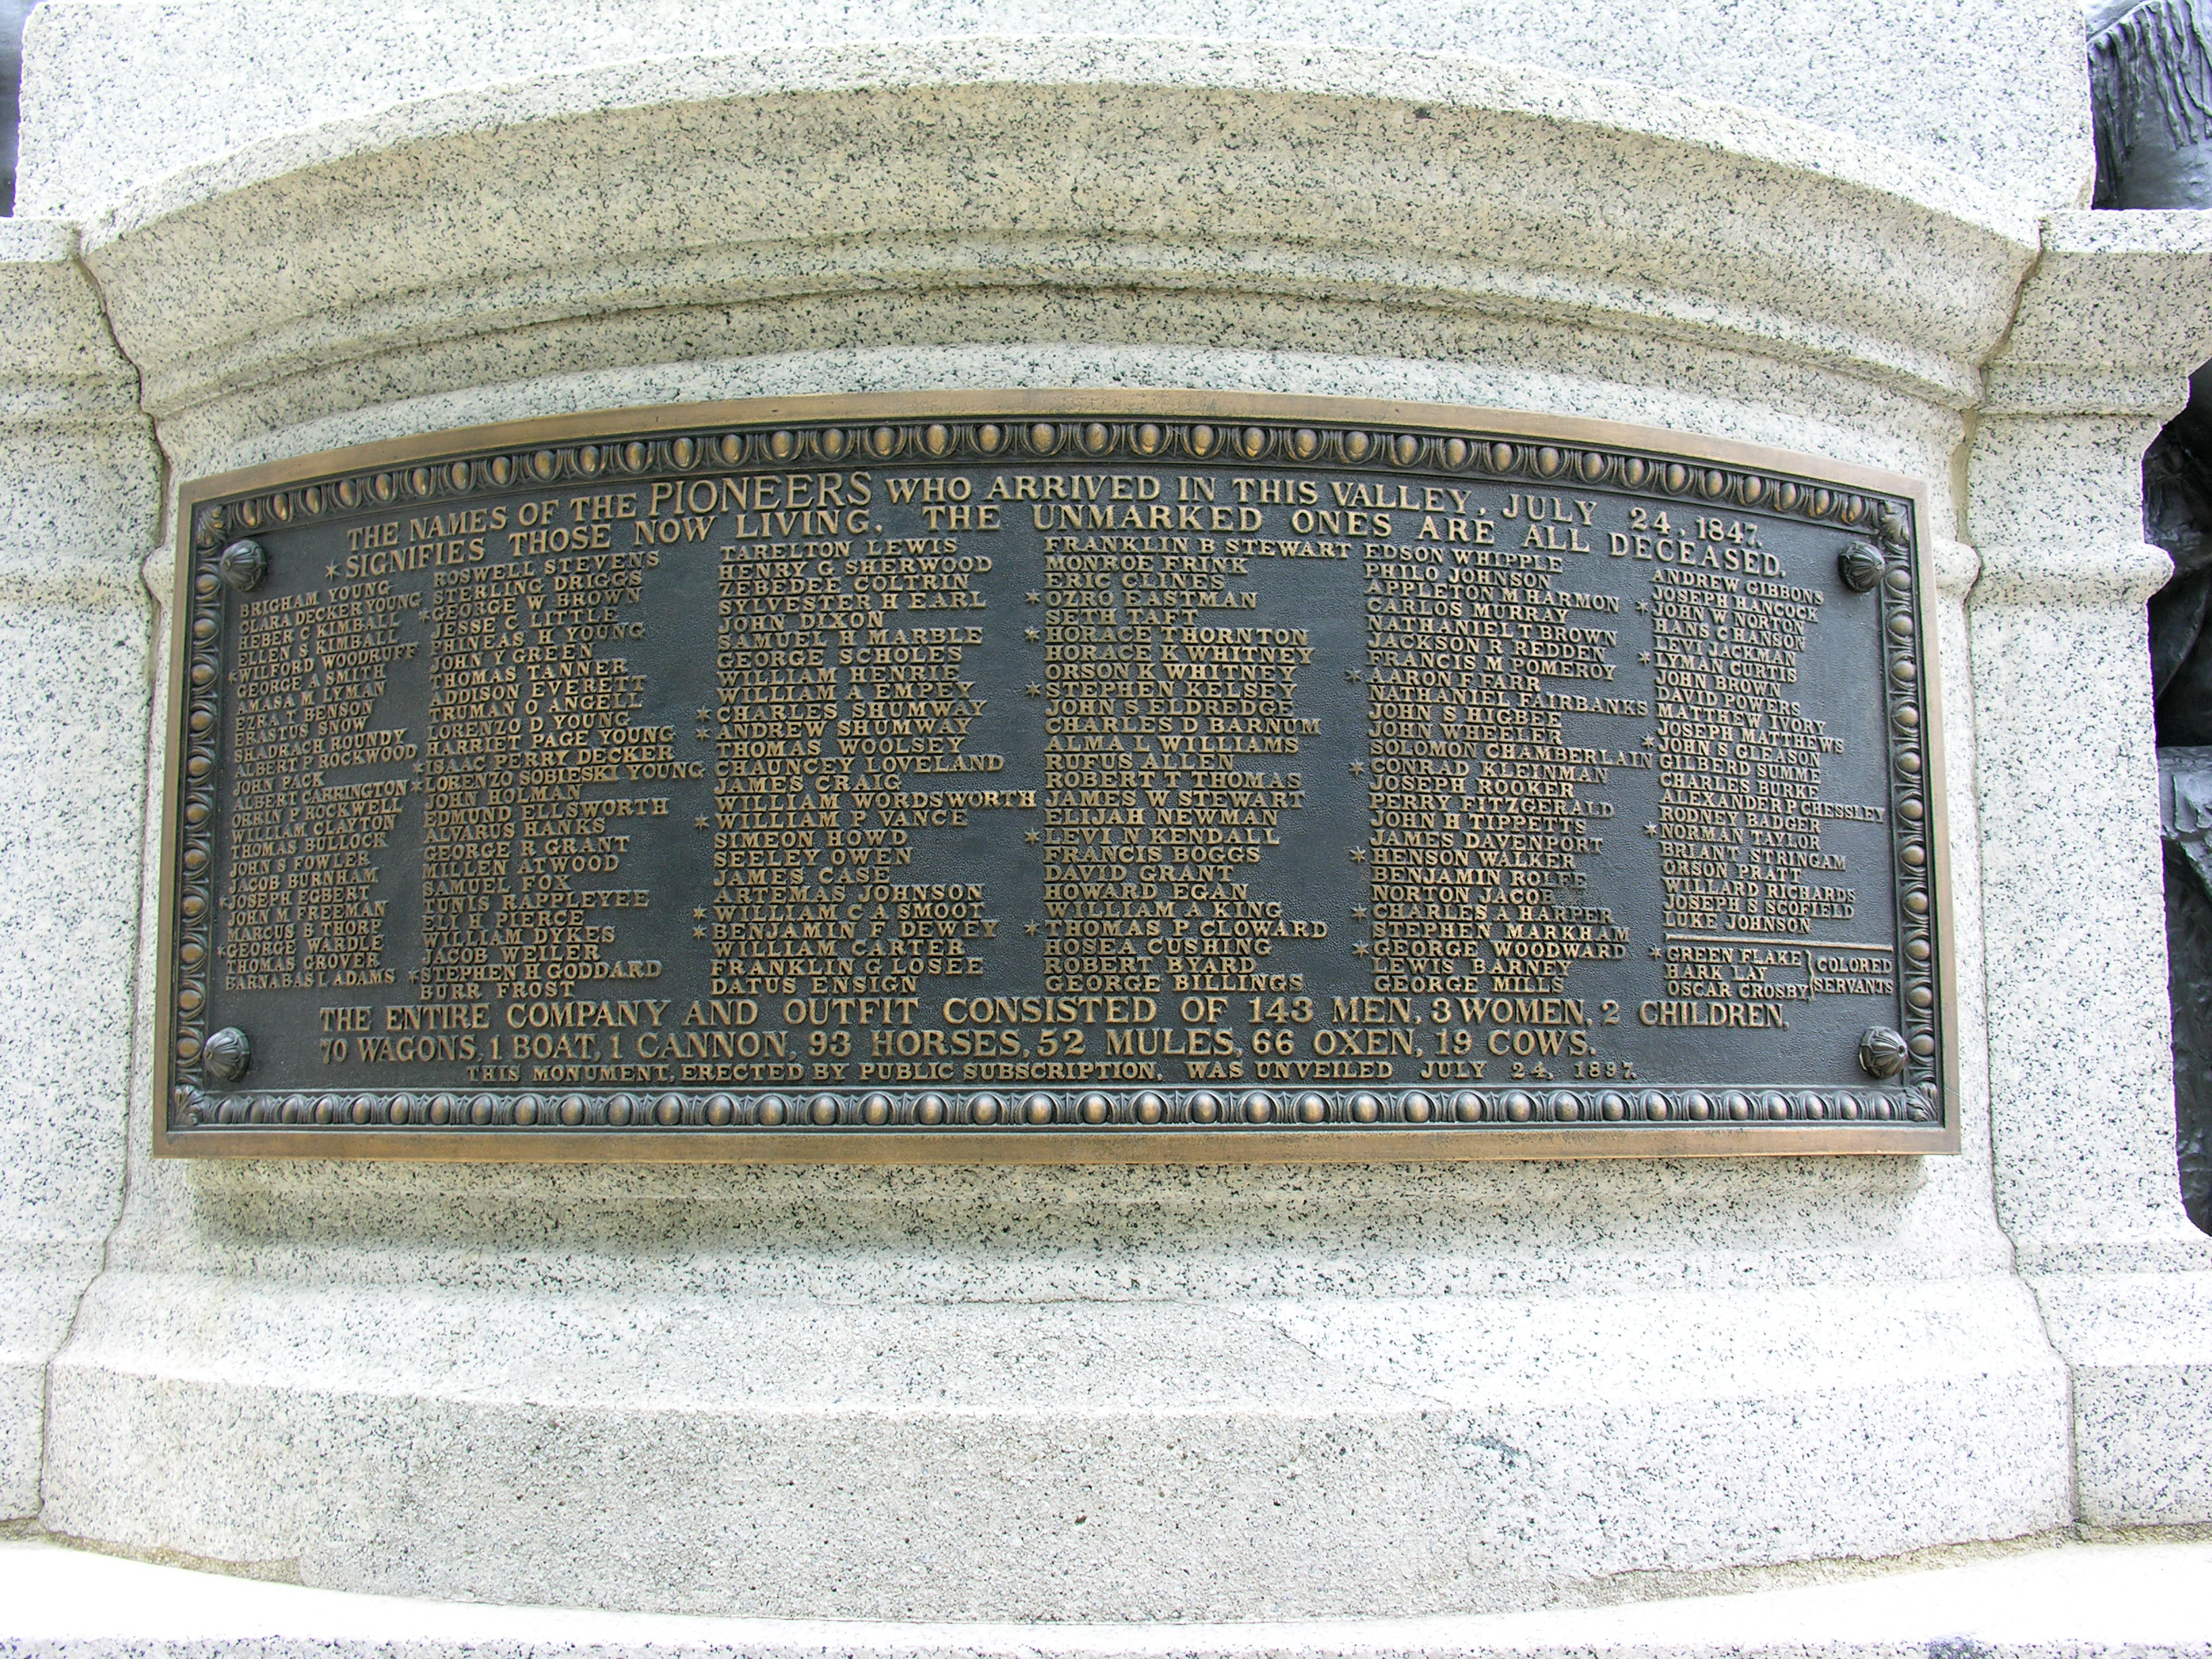 THE NAMES OF THE PIONEERS WHO ARRIVED IN THIS VALLEY, JULY 24, 1847.
*SIGNIFIES THOSE NOW LIVING, THE UNMARKED ONES ARE ALL DECEASED.
BRIGHAM YOUNG
CLARA DECKER YOUNG
HEBER C KIMBALL
ELLEN S KIMBALL
*WILFORD WOODRUFF
GEORGE A SMITH
AMASA M LYMAN
EZRA T BENSON
ERASTUS SNOW
SHADRACH ROUNDY
ALBERT P ROCKWOOD
JOHN PACK
ALBERT CARRINGTON
ORRIN P ROCKWELL
WILLIAM CLAYTON
THOMAS BULLOCK
JOHN S FOWLER
JACOB BURNHAM
*JOSEPH EGBERT
JOHN M FREEMAN
MARCUS B THORP
*GEORGE WARDLE
THOMAS GROVER
BARNABAS L ADAMS
ROSWELL STEVENS
STERLING DRIGGS
*GEORGE W BROWN
JESSE C LITTLE
PHINEAS H YOUNG
JOHN Y GREEN
THOMAS TANNER
ADDISON EVERETT
TRUMAN O ANGELL
LORENZO D YOUNG
HARRIET PAGE YOUNG
*ISAAC PERRY DECKER
*LORENZO SOBIESKI YOUNG
JOHN HOLMAN
EDMUND ELLSWORTH
ALVARUS HANKS
GEORGE R GRANT
MILLEN ATWOOD
SAMUEL FOX
TUNIS RAPPLEYEE
ELI H PIERCE
WILLIAM DYKES
JACOB WEILER
*STEPHEN H GODDARD
BURR FROST
TARELTON LEWIS
HENRY G SHERWOOD
ZEBEDEE COLTRIN
SYLVESTER H EARL
JOHN DIXON
SAMUEL H MARBLE
GEORGE SCHOLES
WILLIAM HENRIE
WILLIAM A EMPEY
*CHARLES SHUMWAY
*ANDREW SHUMWAY
THOMAS WOOLSEY
CHAUNCEY LOVELAND
JAMES CRAIG
WILLIAM WORDSWORTH
*WILLIAM P VANCE
SIMEON HOWD
SEELEY OWEN
JAMES CASE
ARTEMAS JOHNSON
*WILLIAM C A SMOOT
*BENJAMIN F DEWEY
WILLIAM CARTER
FRANKLIN G LOSEE
DATUS ENSIGN
FRANKLIN B STEWART
MONROE FRINK
ERIC CLINES
*OZRO EASTMAN
SETH TAFT
*HORACE THORNTON
HORACE K WHITNEY
ORSON K WHITNEY
*STEPHEN KELSEY
JOHN S ELDREDGE
CHARLES D BARNUM
ALMA L WILLIAMS
RUFUS ALLEN
ROBERT T THOMAS
JAMES W STEWART
ELIJAH NEWMAN
*LEVI N KENDALL
FRANCIS BOGGS
DAVID GRANT
HOWARD EGAN
WILLIAM A KING
*THOMAS P CLOWARD
HOSEA CUSHING
ROBERT BYARD
GEORGE BILLINGS
EDSON WHIPPLE
PHILO JOHNSON
APPLETON M HARMON
CARLOS MURRAY
NATHANIEL T BROWN
JACKSON R REDDEN
FRANCIS M POMEROY
*AARON F FARR
NATHANIEL FAIRBANKS
JOHN S HIGBEE
JOHN WHEELER
SOLOMON CHAMBERLAIN
*CONRAD KLEINMAN
JOSEPH ROOKER
PERRY FITZGERALD
JOHN H TIPPETTS
JAMES DAVENPORT
*HENSON WALKER
BENJAMIN ROLFE
NORTON JACOB
*CHARLES A HARPER
STEPHEN MARKHAM
*GEORGE WOODWARD
LEWIS BARNEY
GEORGE MILLS
ANDREW GIBBONS
JOSEPH HANCOCK
*JOHN W NORTON
HANS C HANSON
LEVI JACKMAN
*LYMAN CURTIS
JOHN BROWN
DAVID POWERS
MATTHEW IVORY
JOSEPH MATTHEWS
*JOHN S GLEASON
GILBERD SUMME
CHARLES BURKE
ALEXANDER P CHESSLEY
RODNEY BADGER
*NORMAN TAYLOR
BRIANT STRINGAM
ORSON PRATT
WILLARD RICHARDS
JOSEPH S SCOFIELD
LUKE JOHNSON
*GREEN FLAKE
HARK LAY
OSCAR CROSBY
COLORED
SERVANTS
THE ENTIRE COMPANY AND OUTFIT CONSISTED OF 143 MEN, 3 WOMEN, 2 CHILDREN,
70 WAGONS, 1 BOAT, 1 CANNON, 93 HORSES, 52 MULES, 66 OXEN, 19 COWS.
THIS MONUMENT, ERECTED BY PUBLIC SUBSCRIPTION, WAS UNVEILED JULY 24, 1897.